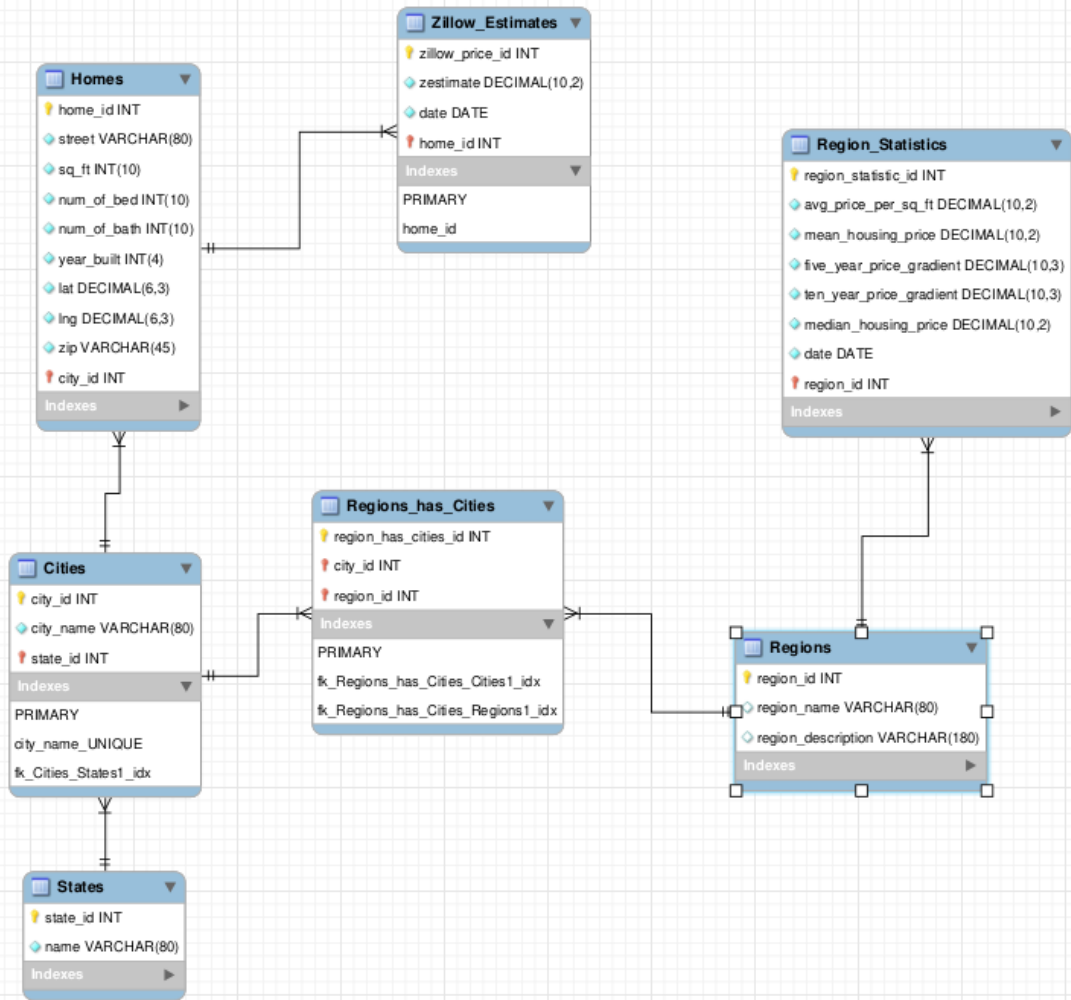 Zillow_Estimates
zillow_price_id INT
zestimate DECIMAL(10,2)
date DATE
home_id INT
Indexes
PRIMARY
home_id
Homes
home_id INT
street VARCHAR(80)
sq_ft INT(10)
num_of_bed INT(10)
num_of_bath INT(10)
year_built INT(4)
lat DECIMAL(6,3)
lng DECIMAL(6,3)
zip VARCHAR(45)
city_id INT
Indexes
Region_Statistics
region_statistic_id INT
avg_price_per_sq_ft DECIMAL(10,2)
mean_housing_price DECIMAL(10,2)
five_year_price_gradient DECIMAL(10,3)
ten_year_price_gradient DECIMAL(10,3)
median_housing_price DECIMAL(10,2)
date DATE
region_id INT
Indexes
Regions_has_Cities
region_has_cities_id INT
city_id INT
region_id INT
Indexes
PRIMARY
fk_Regions_has_Cities_Cities1_idx
fk_Regions_has_Cities_Regions1_idx
Cities
city_id INT
city_name VARCHAR(80)
state_id INT
Indexes
PRIMARY
city_name_UNIQUE
fk_Cities_States1_idx
Regions
region_id INT
region_name VARCHAR(80)
region_description VARCHAR(180)
Indexes
States
state_id INT
name VARCHAR(80)
Indexes